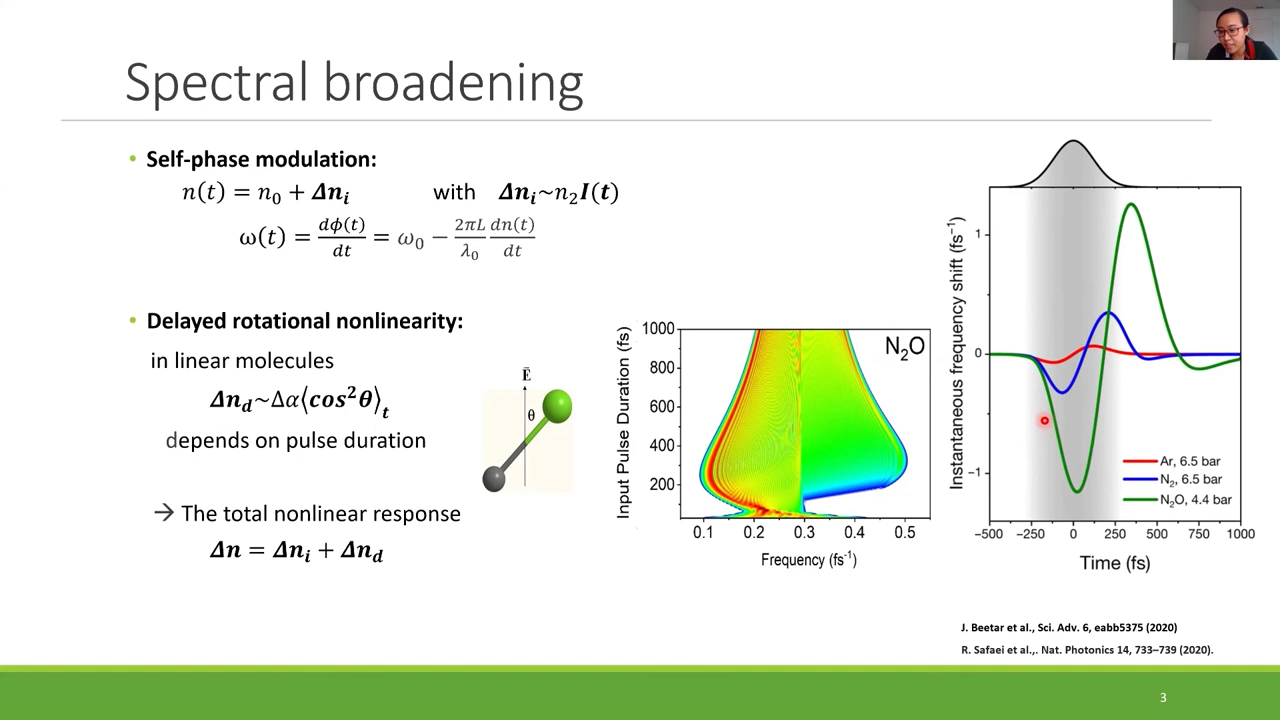 Spectral broadening
• Self-phase modulation:
n(t) = n₀ + Δnᵢ with Δnᵢ~n₂I(t)
ω(t) = dϕ(t)/dt = ω₀ − 2πL/λ₀ dn(t)/dt
• Delayed rotational nonlinearity:
in linear molecules
Δn_d~Δα⟨cos²θ⟩ₜ
depends on pulse duration
→ The total nonlinear response
Δn = Δnᵢ + Δn_d
E⃗
θ
Input Pulse Duration (fs)
1000
800
600
400
200
N₂O
0.1 0.2 0.3 0.4 0.5
Frequency (fs⁻¹)
Instantaneous frequency shift (fs⁻¹)
1
0
−1
Ar, 6.5 bar
N₂, 6.5 bar
N₂O, 4.4 bar
−500 −250 0 250 500 750 1000
Time (fs)
J. Beetar et al., Sci. Adv. 6, eabb5375 (2020)
R. Safaei et al.,. Nat. Photonics 14, 733–739 (2020).
3